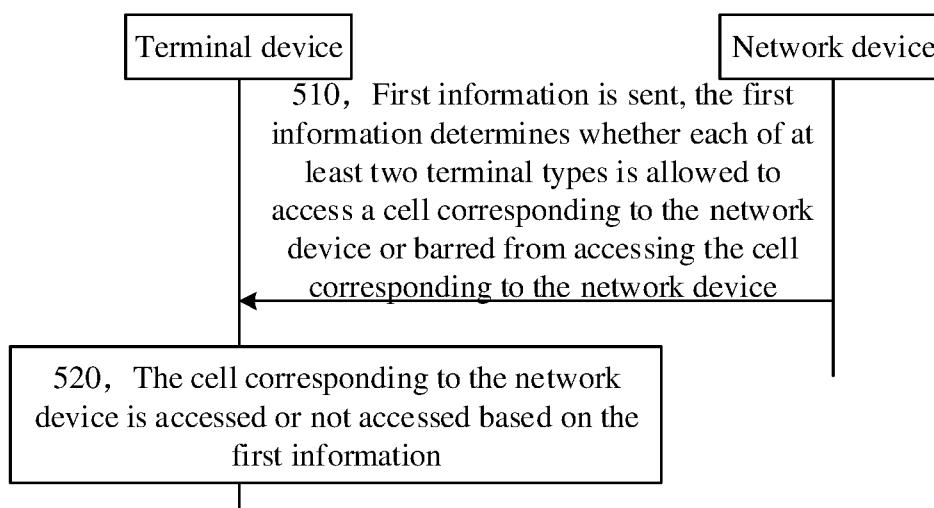 Terminal device
Network device
510, First information is sent, the first
information determines whether each of at
least two terminal types is allowed to
access a cell corresponding to the network
device or barred from accessing the cell
corresponding to the network device
520, The cell corresponding to the network
device is accessed or not accessed based on the
first information